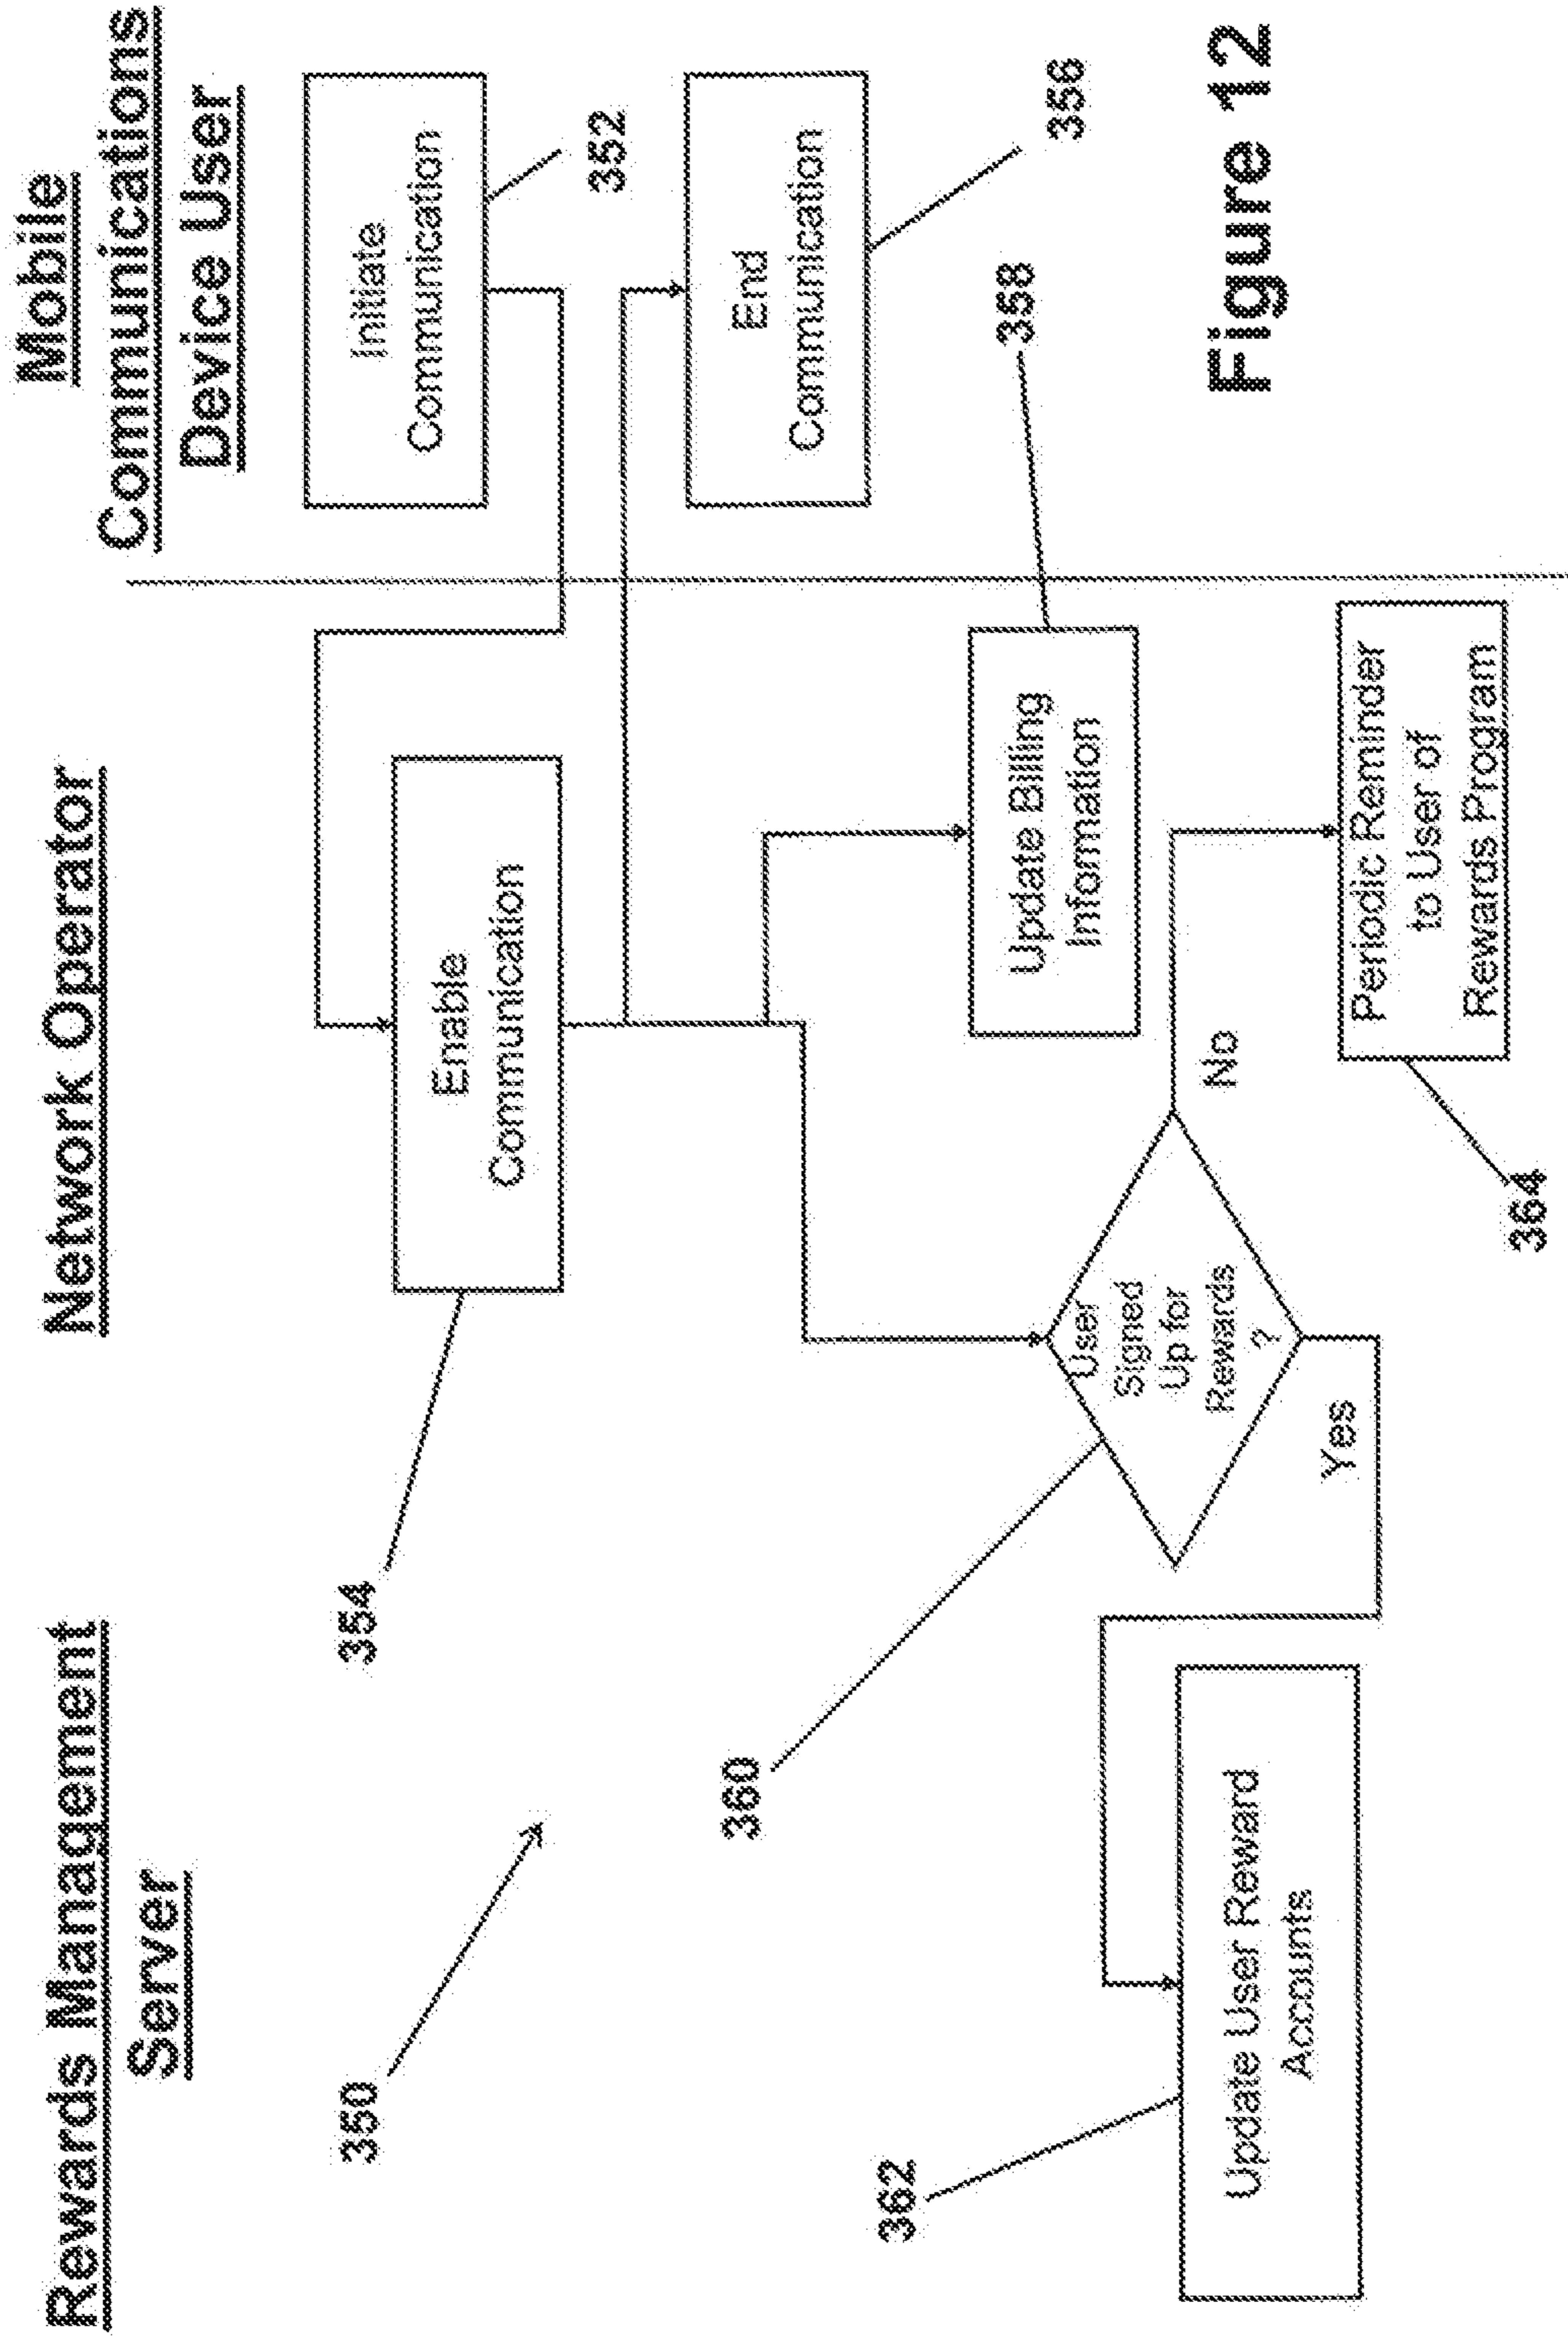 Rewards Management
Server
Network Operator
Mobile
Communications
Device User
350
354
Enable
Communication
Initiate
Communication
352
End
Communication
356
360
User
Signed
Up for
Rewards
?
Yes
No
Update Billing
Information
358
362
Update User Reward
Accounts
Periodic Reminder
to User of
Rewards Program
364
Figure 12